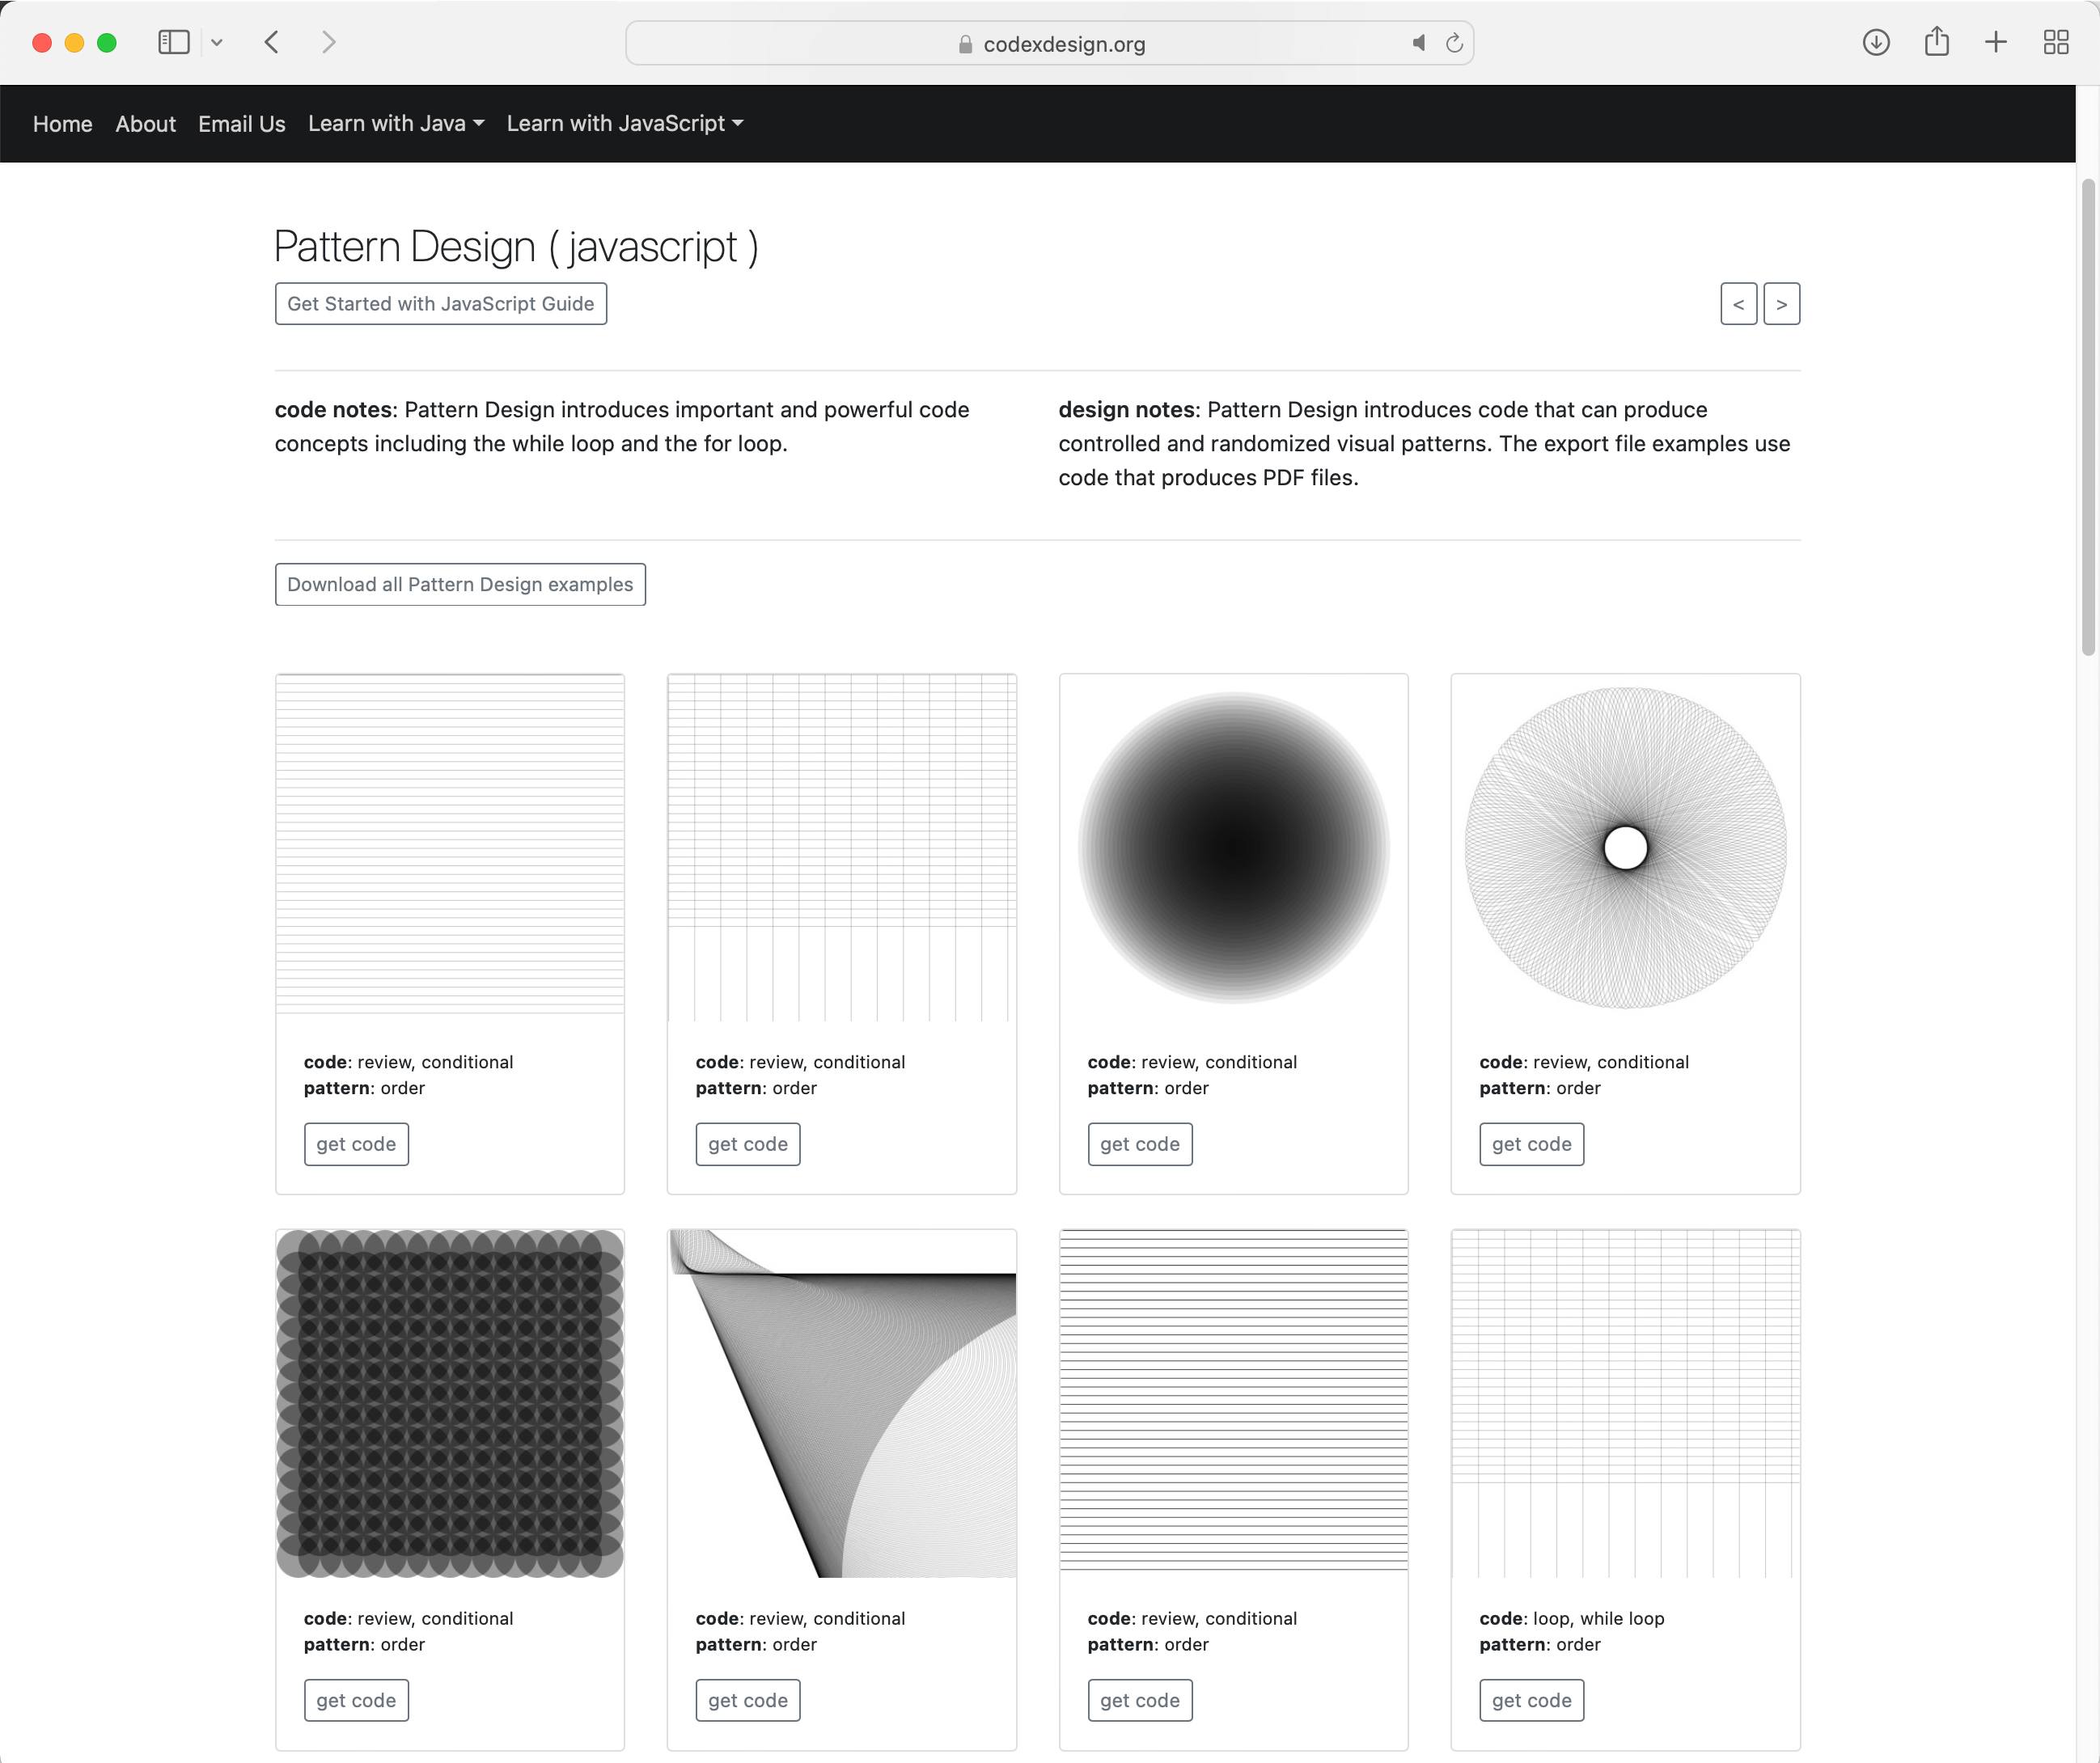 codexdesign.org
Home About Email Us Learn with Java Learn with JavaScript
Pattern Design ( javascript )
Get Started with JavaScript Guide
< >
code notes: Pattern Design introduces important and powerful code
concepts including the while loop and the for loop.
design notes: Pattern Design introduces code that can produce
controlled and randomized visual patterns. The export file examples use
code that produces PDF files.
Download all Pattern Design examples
code: review, conditional
pattern: order
get code
code: review, conditional
pattern: order
get code
code: review, conditional
pattern: order
get code
code: review, conditional
pattern: order
get code
code: review, conditional
pattern: order
get code
code: review, conditional
pattern: order
get code
code: review, conditional
pattern: order
get code
code: loop, while loop
pattern: order
get code